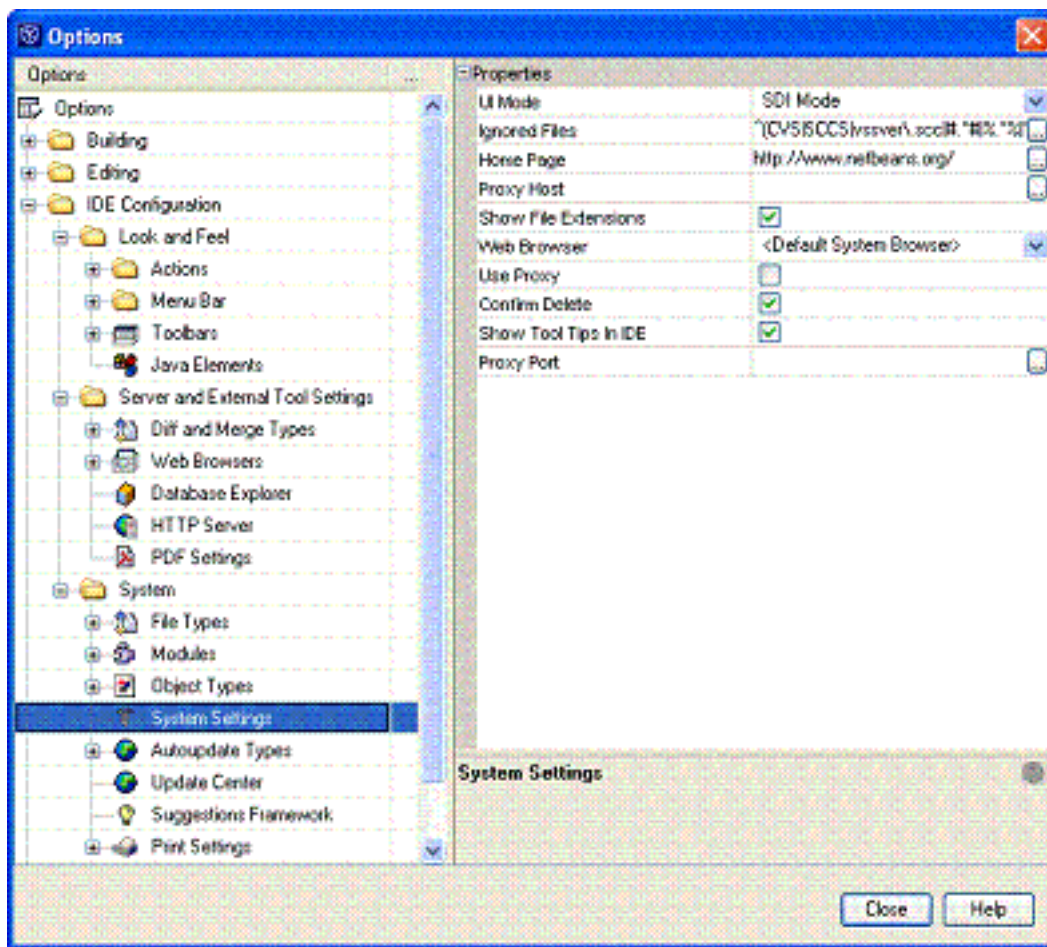 Options
Options ...
Options
Building
Editing
IDE Configuration
Look and Feel
Actions
Menu Bar
Toolbars
Java Elements
Server and External Tool Settings
Diff and Merge Types
Web Browsers
Database Explorer
HTTP Server
PDF Settings
System
File Types
Modules
Object Types
System Settings
Autoupdate Types
Update Center
Suggestions Framework
Print Settings
Properties
UI Mode SDI Mode
Ignored Files
Home Page http://www.netbeans.org/
Proxy Host
Show File Extensions
Web Browser <Default System Browser>
Use Proxy
Confirm Delete
Show Tool Tips In IDE
Proxy Port
System Settings
Close Help